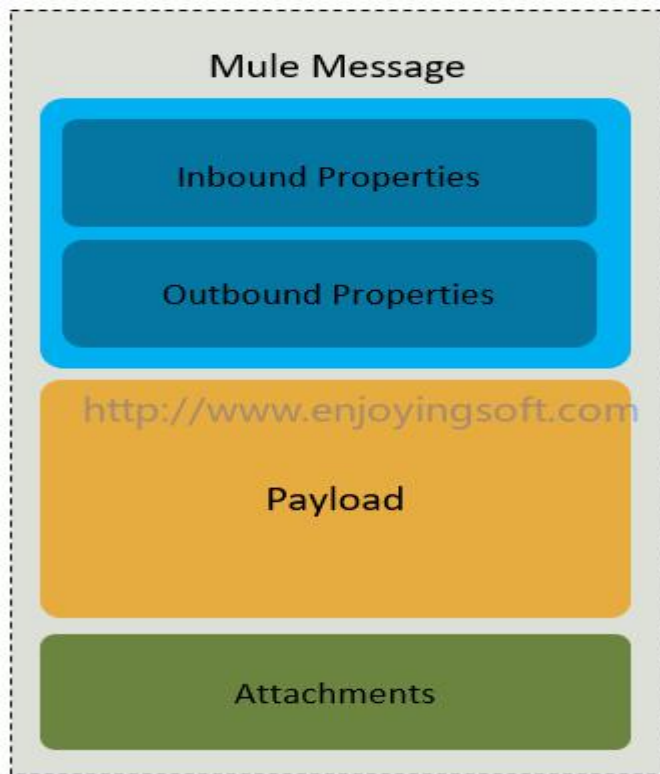 Mule Message
Inbound Properties
Outbound Properties
http://www.enjoyingsoft.com
Payload
Attachments